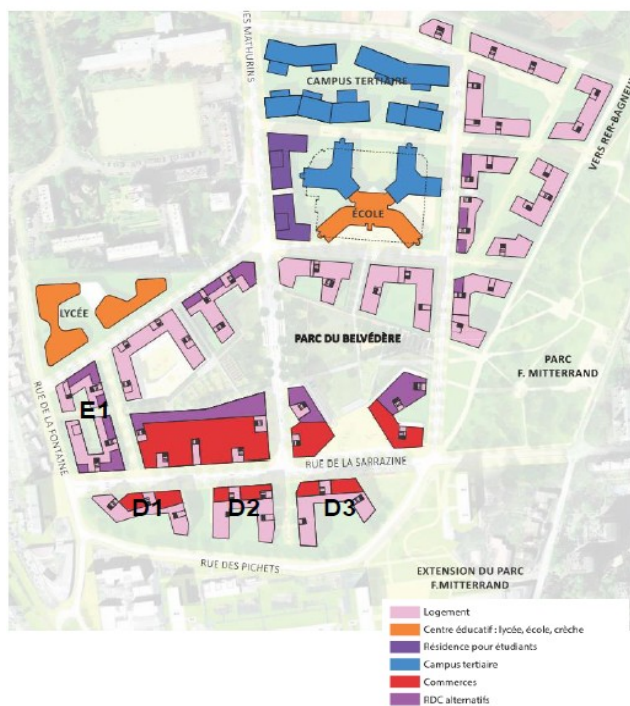 ES MATHURINS
CAMPUS TERTIAIRE
VERS RER-BAGNEUX
ÉCOLE
LYCÉE
PARC DU BELVÉDÈRE
PARC
F. MITTERRAND
RUE DE LA FONTAINE
E1
RUE DE LA SARRAZINE
D1
D2
D3
RUE DES PICHETS
EXTENSION DU PARC
F.MITTERRAND
Logement
Centre éducatif : lycée, école, crèche
Résidence pour étudiants
Campus tertiaire
Commerces
RDC alternatifs